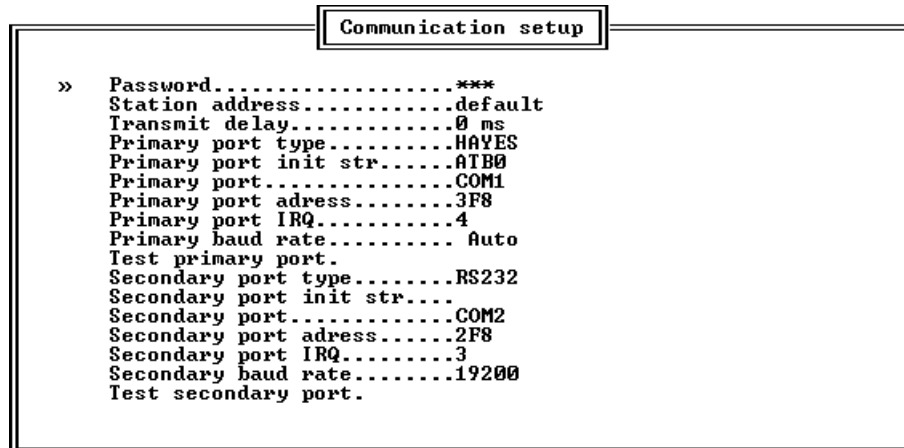 Communication setup
» Password...................***
Station address............default
Transmit delay.............0 ms
Primary port type..........HAYES
Primary port init str......ATB0
Primary port...............COM1
Primary port adress........3F8
Primary port IRQ...........4
Primary baud rate.......... Auto
Test primary port.
Secondary port type........RS232
Secondary port init str....
Secondary port.............COM2
Secondary port adress......2F8
Secondary port IRQ.........3
Secondary baud rate........19200
Test secondary port.